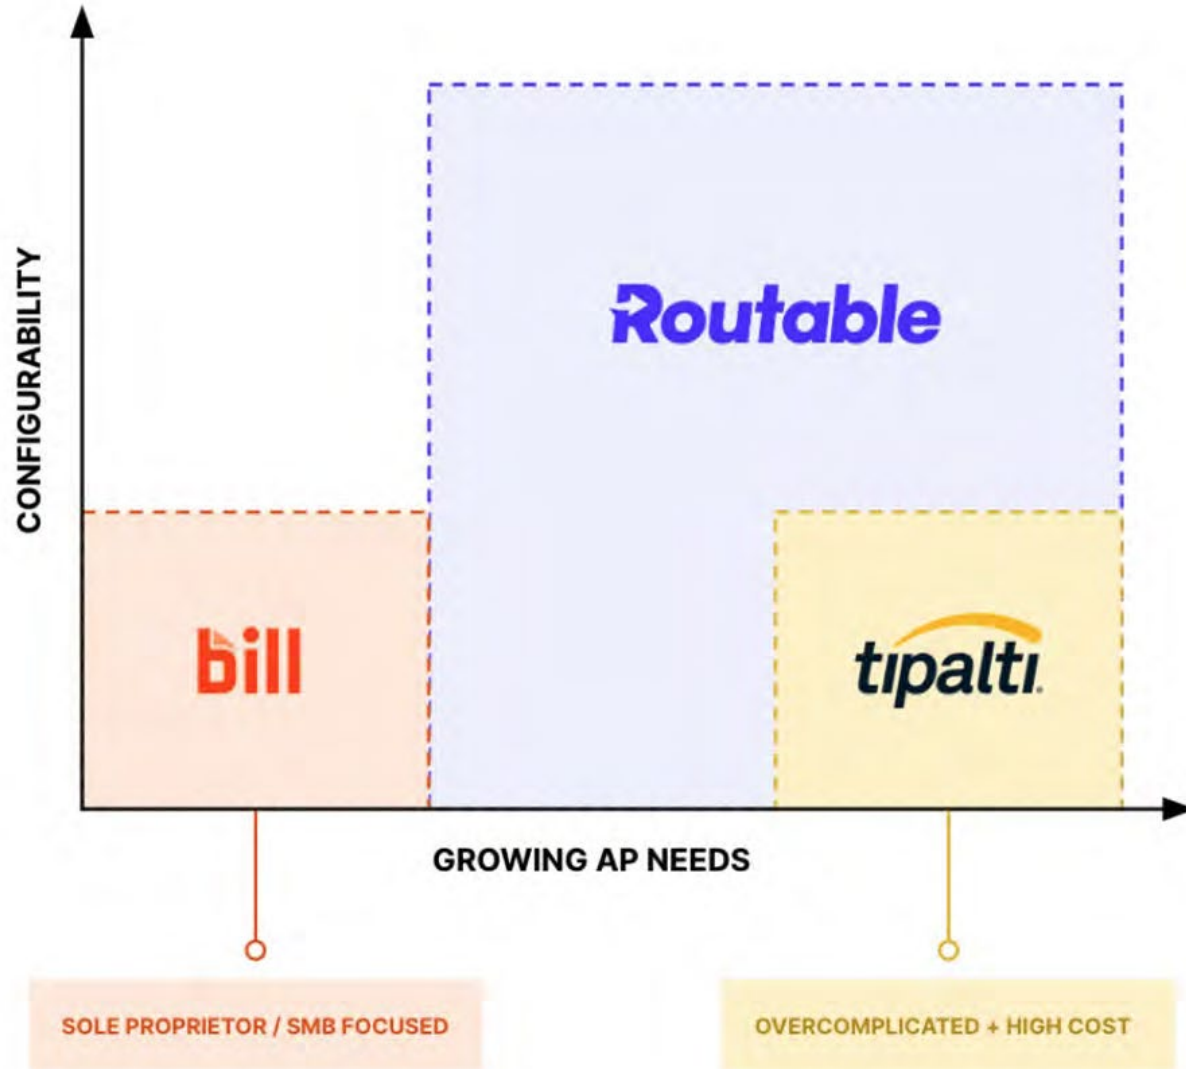 CONFIGURABILITY
Routable
bill
tipalti
GROWING AP NEEDS
SOLE PROPRIETOR / SMB FOCUSED
OVERCOMPLICATED + HIGH COST